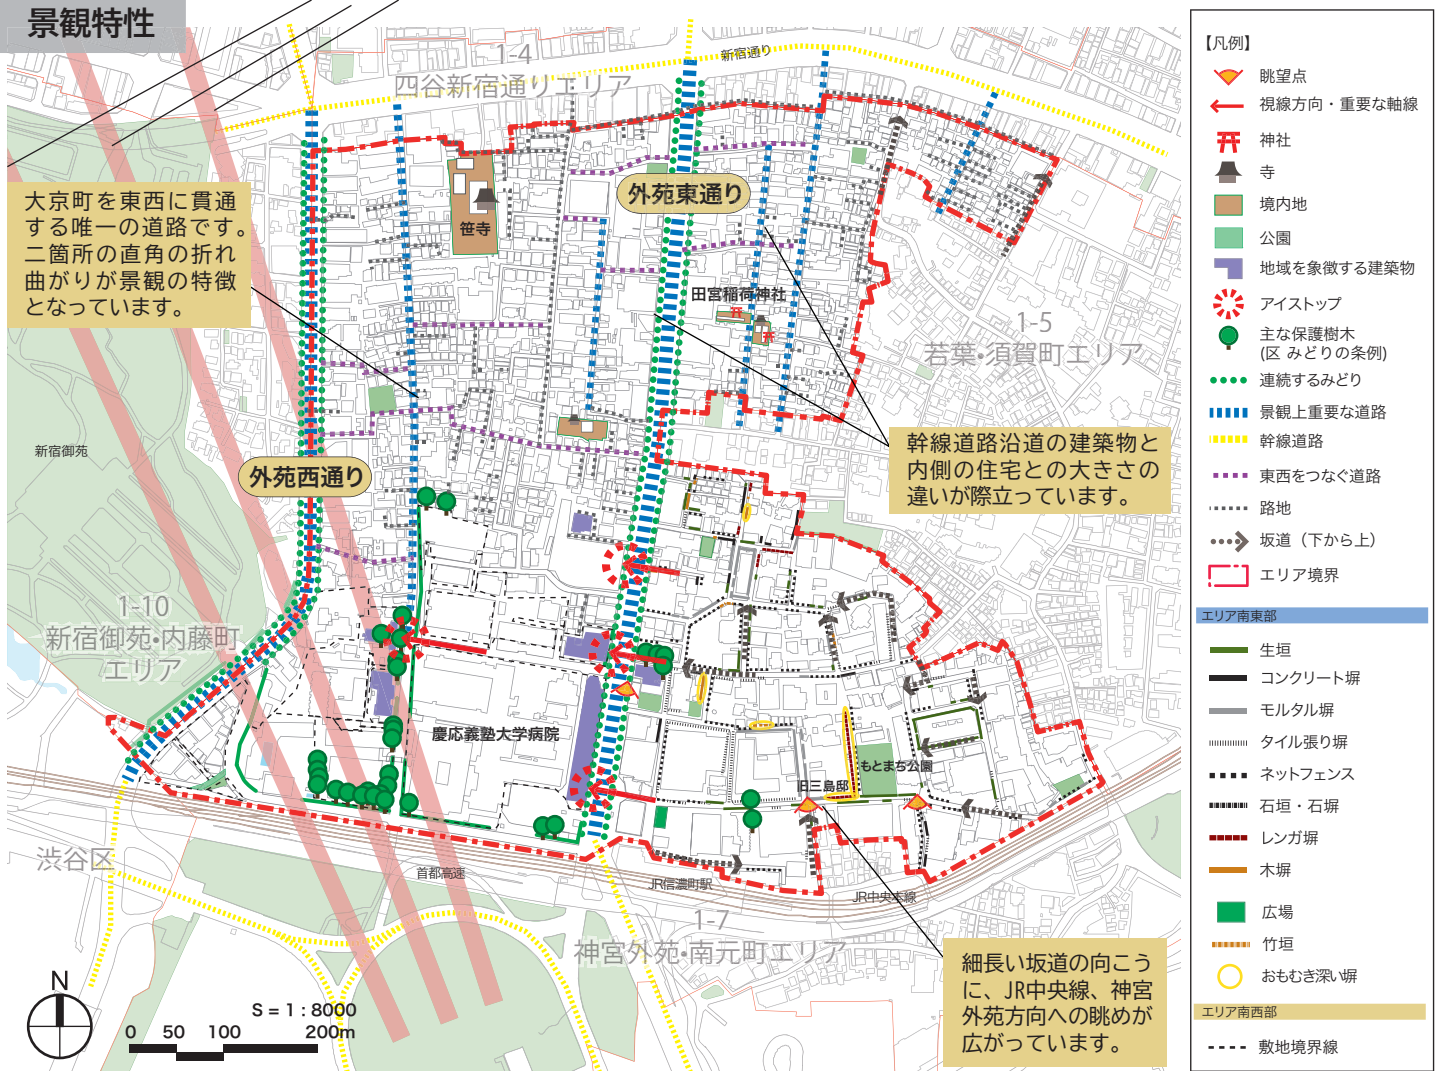 景観特性
1-4
四谷新宿通りエリア
新宿通り
大京町を東西に貫通
する唯一の道路です。
二箇所の直角の折れ
曲がりが景観の特徴
となっています。
笹寺
外苑東通り
田宮稲荷神社
1-5
若葉・須賀町エリア
新宿御苑
外苑西通り
幹線道路沿道の建築物と
内側の住宅との大きさの
違いが際立っています。
1-10
新宿御苑・内藤町
エリア
慶応義塾大学病院
もとまち公園
旧三島邸
渋谷区
首都高速
JR信濃町駅
JR中央本線
1-7
神宮外苑・南元町エリア
細長い坂道の向こう
に、JR中央線、神宮
外苑方向への眺めが
広がっています。
N
S = 1 : 8000
0 50 100 200m
【凡例】
眺望点
視線方向・重要な軸線
神社
寺
境内地
公園
地域を象徴する建築物
アイストップ
主な保護樹木
(区 みどりの条例)
連続するみどり
景観上重要な道路
幹線道路
東西をつなぐ道路
路地
坂道（下から上）
エリア境界
エリア南東部
生垣
コンクリート塀
モルタル塀
タイル張り塀
ネットフェンス
石垣・石塀
レンガ塀
木塀
広場
竹垣
おもむき深い塀
エリア南西部
敷地境界線